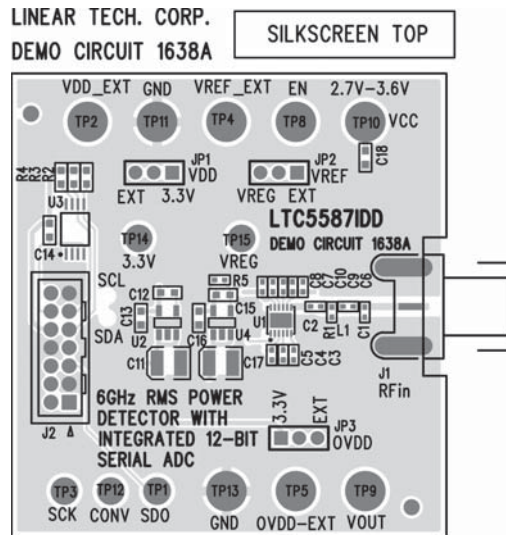 LINEAR TECH. CORP.
DEMO CIRCUIT 1638A
SILKSCREEN TOP
VDD_EXT GND VREF_EXT EN 2.7V-3.6V
TP2 TP11 TP4 TP8 TP10 VCC
C18
JP1
VDD
EXT 3.3V
JP2
VREF
VREG EXT
R4
R3
R2
U3
C14
LTC5587IDD
DEMO CIRCUIT 1638A
TP14
3.3V
TP15
VREG
SCL
SDA
R5
C12
C13
U2
C11
C15
C16
U4
C17
U1
C8
C7
C10
C9
C6
C2
R1
L1
C1
C5
C4
C3
J1
RFin
6GHz RMS POWER
DETECTOR WITH
INTEGRATED 12-BIT
SERIAL ADC
J2
3.3V
EXT
JP3
OVDD
TP3 TP12 TP1 TP13 TP5 TP9
SCK CONV SDO GND OVDD-EXT VOUT